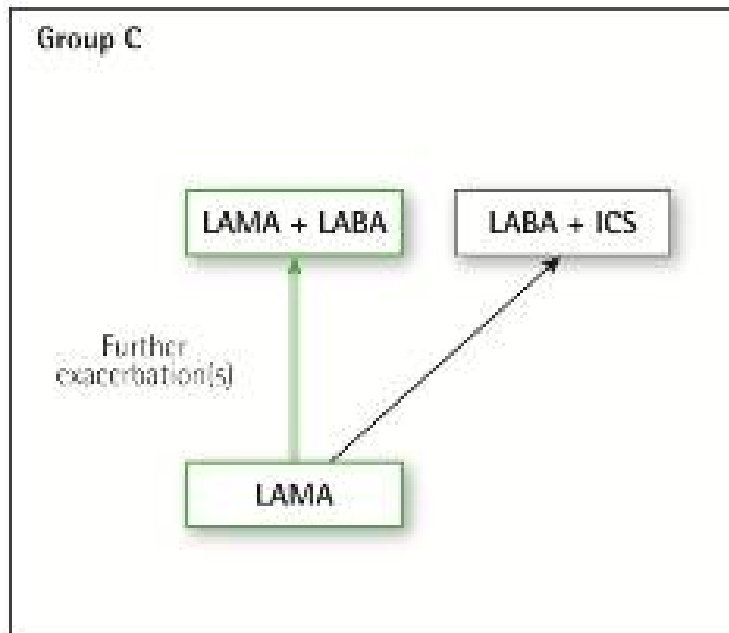 Group C
LAMA + LABA
LABA + ICS
Further
exacerbation(s)
LAMA